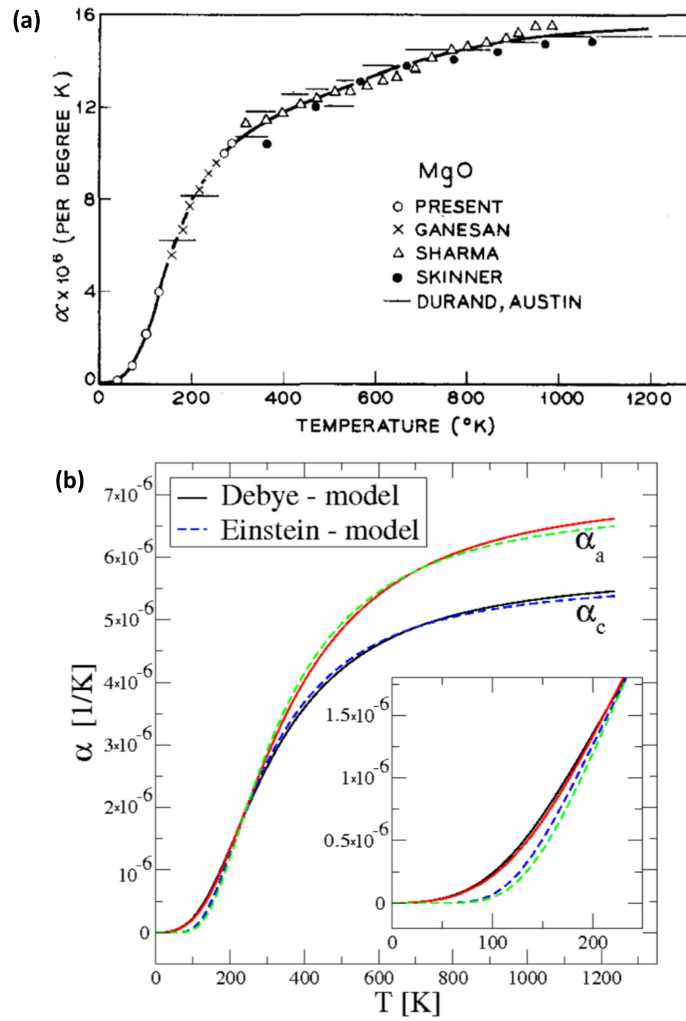 (a)
16
12
8
4
0
α x 10⁶ (PER DEGREE K)
MgO
○ PRESENT
× GANESAN
△ SHARMA
● SKINNER
— DURAND, AUSTIN
0 200 400 600 800 1000 1200
TEMPERATURE (°K)
(b)
7×10⁻⁶
6×10⁻⁶
5×10⁻⁶
4×10⁻⁶
3×10⁻⁶
2×10⁻⁶
10⁻⁶
0
α [1/K]
Debye - model
Einstein - model
αₐ
α_c
1.5×10⁻⁶
1×10⁻⁶
0.5×10⁻⁶
0
0 100 200
0 200 400 600 800 1000 1200
T [K]